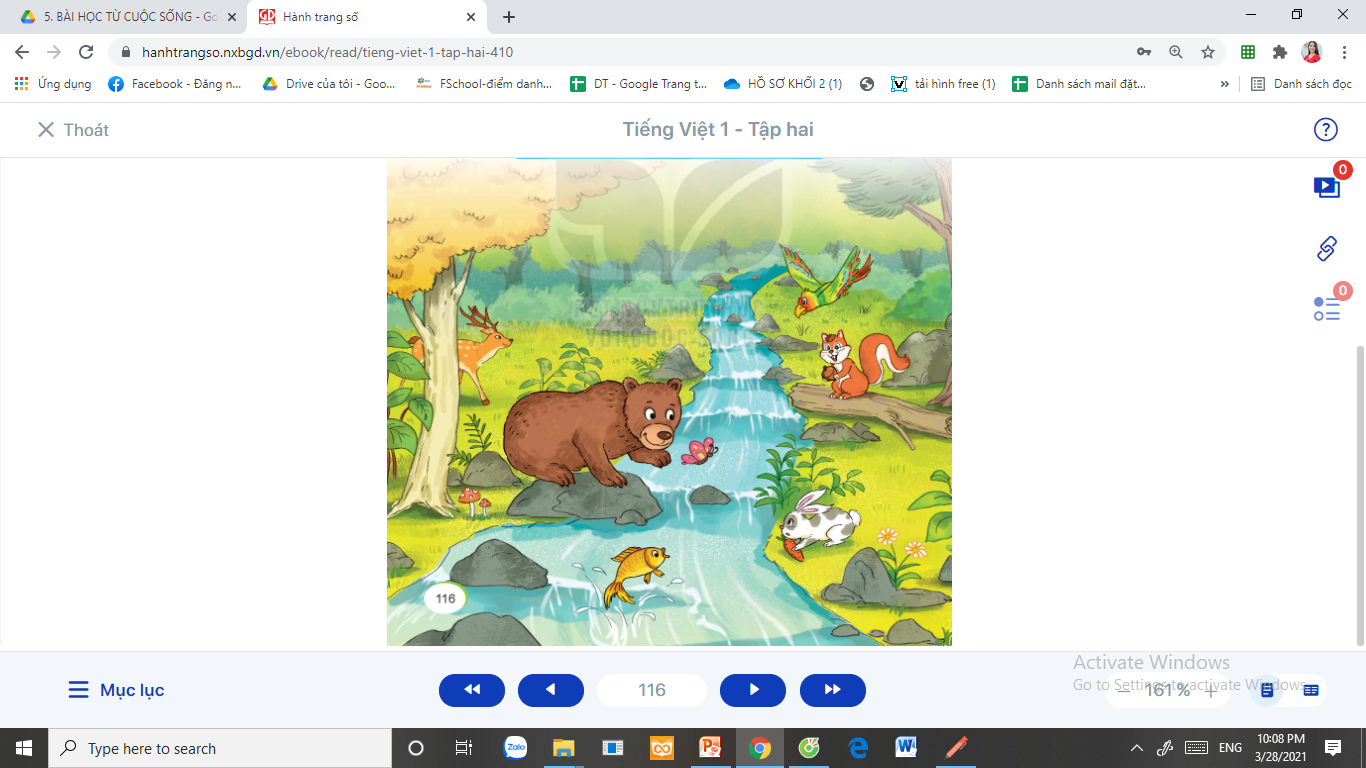 5. BÀI HỌC TỪ CUỘC SỐNG - Go
Hành trang số
hanhtrangso.nxbgd.vn/ebook/read/tieng-viet-1-tap-hai-410
Ứng dụng
Facebook - Đăng n...
Drive của tôi - Goo...
FSchool-điểm danh...
DT - Google Trang t...
HỒ SƠ KHỐI 2 (1)
tải hình free (1)
Danh sách mail đặt...
»
Danh sách đọc
Thoát
Tiếng Việt 1 - Tập hai
0
0
116
Mục lục
116
161%
Activate Windows
Go to Settings to activate Windows.
Type here to search
Zalo
ENG
10:08 PM
3/28/2021